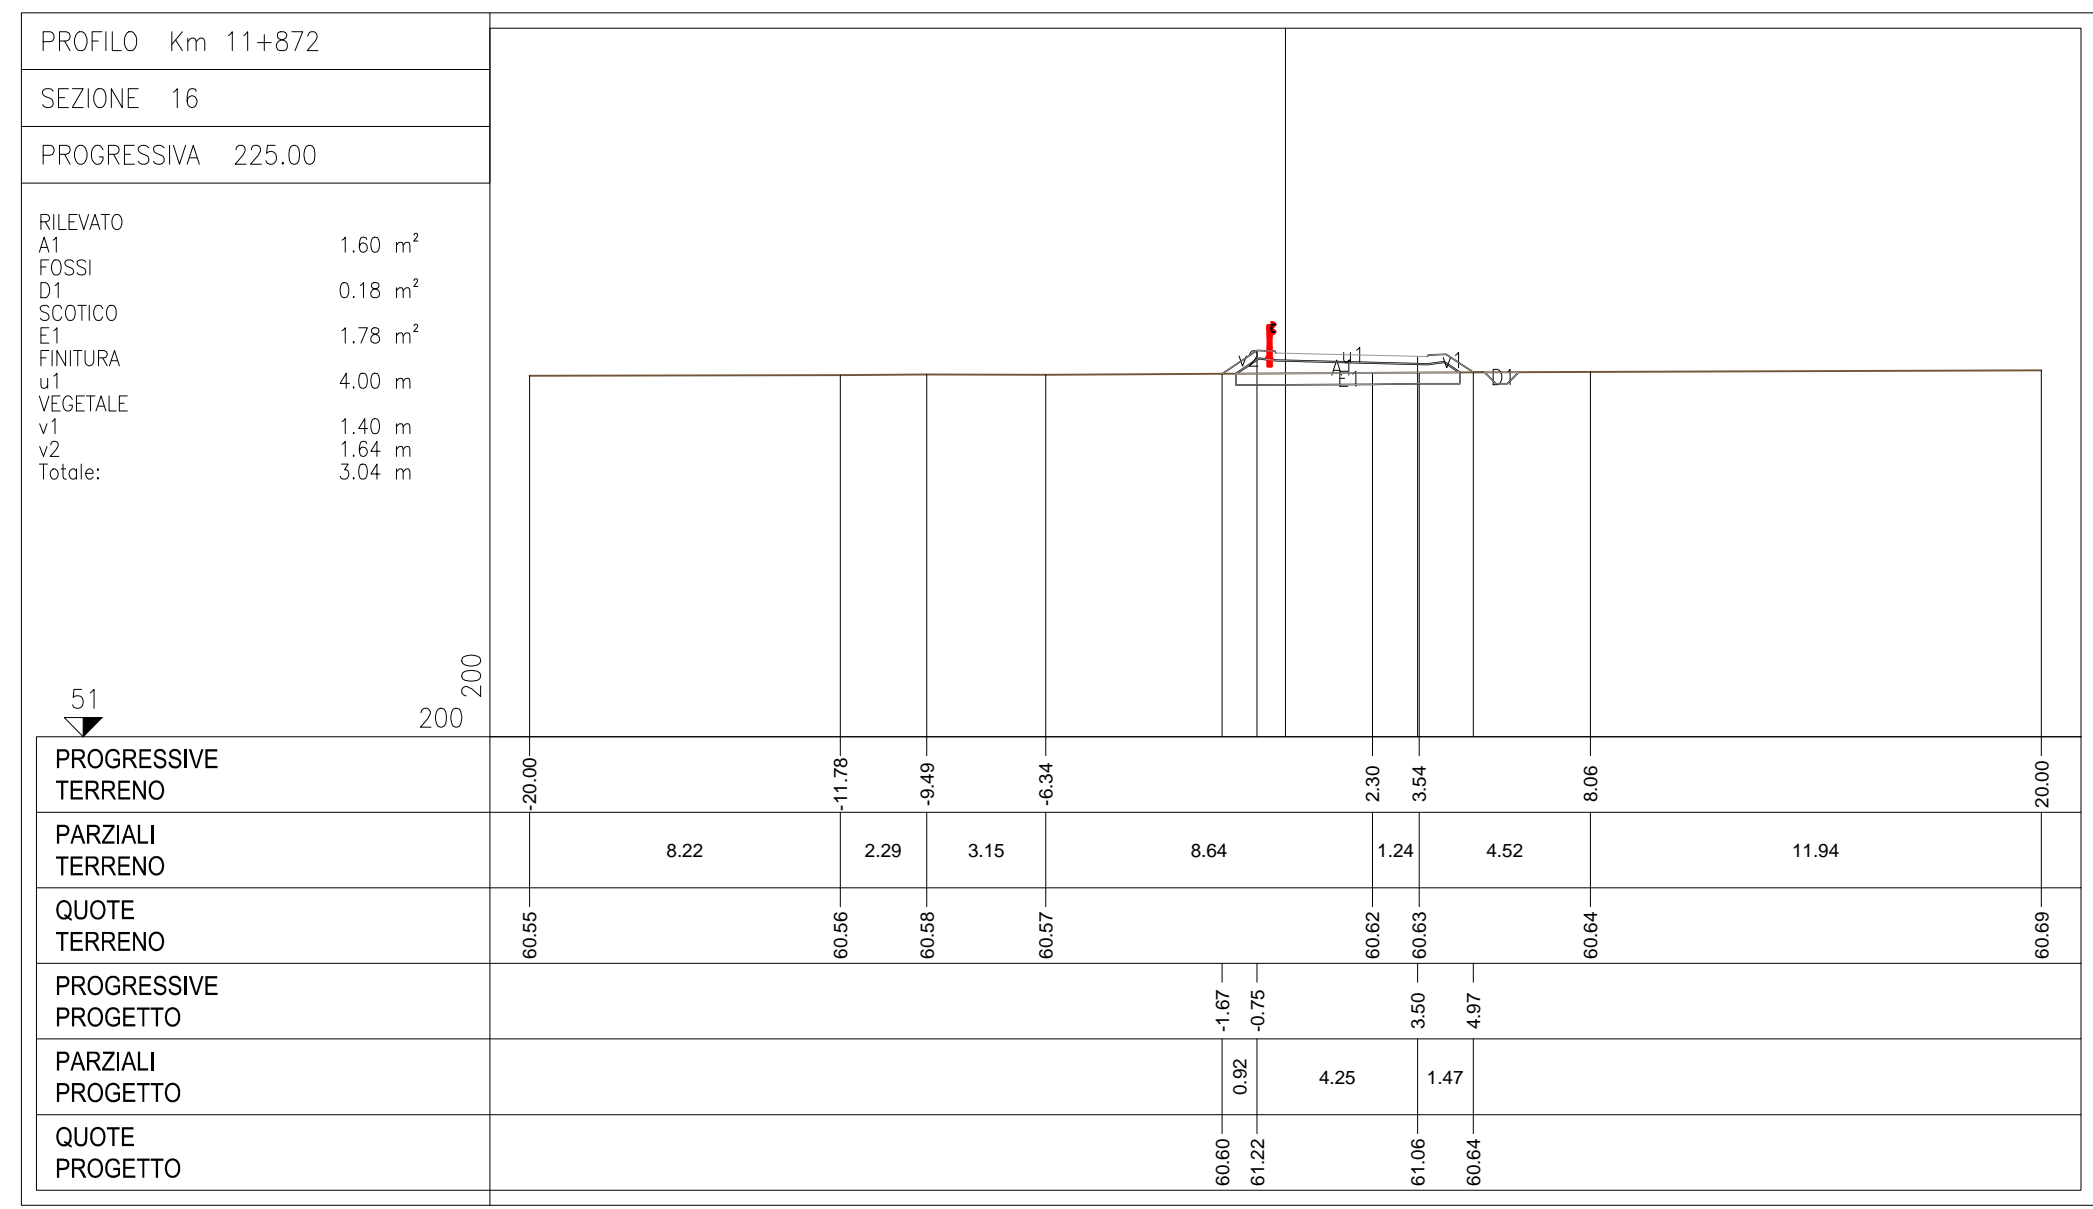 PROFILO Km 11+872
SEZIONE 16
PROGRESSIVA 225.00
RILEVATO
A1 1.60 m²
FOSSI
D1 0.18 m²
SCOTICO
E1 1.78 m²
FINITURA
u1 4.00 m
VEGETALE
v1 1.40 m
v2 1.64 m
Totale: 3.04 m
u1
v1
E1
D1
200
51
200
PROGRESSIVE
TERRENO
-20.00 -11.78 -9.49 -6.34 2.30 3.54 8.06 20.00
PARZIALI
TERRENO
8.22 2.29 3.15 8.64 1.24 4.52 11.94
QUOTE
TERRENO
60.55 60.56 60.58 60.57 60.62 60.63 60.64 60.69
PROGRESSIVE
PROGETTO
-1.67 -0.75 3.50 4.97
PARZIALI
PROGETTO
0.92 4.25 1.47
QUOTE
PROGETTO
60.60 61.22 61.06 60.64